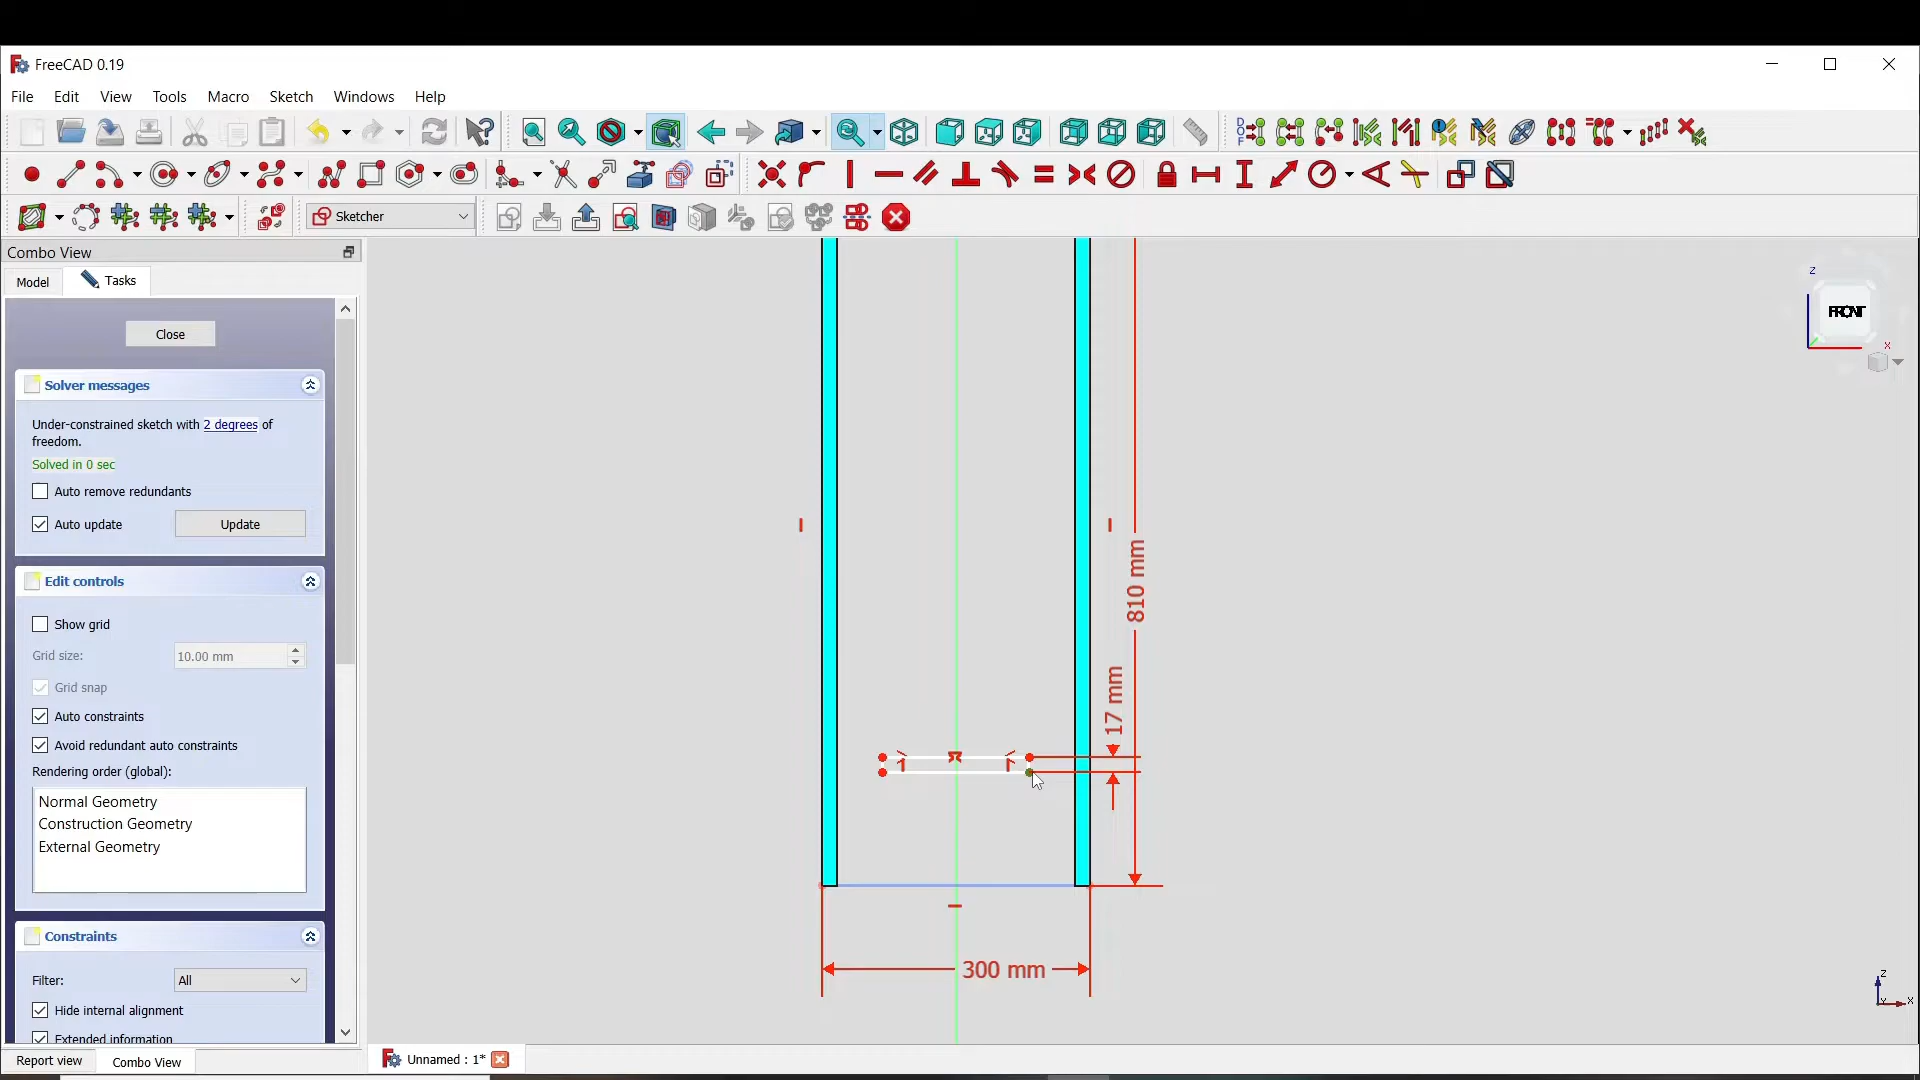 FreeCAD 0.19
File Edit View Tools Macro Sketch Windows Help
Sketcher
Combo View
Model Tasks
Close
Solver messages
Under-constrained sketch with 2 degrees of
freedom.
Solved in 0 sec
Auto remove redundants
Auto update Update
Edit controls
Show grid
Grid size: 10.00 mm
Grid snap
Auto constraints
Avoid redundant auto constraints
Rendering order (global):
Normal Geometry
Construction Geometry
External Geometry
Constraints
Filter: All
Hide internal alignment
Extended information
Report view Combo View
Unnamed : 1*
810 mm
17 mm
300 mm
z
FRONT
x
z
Y
x